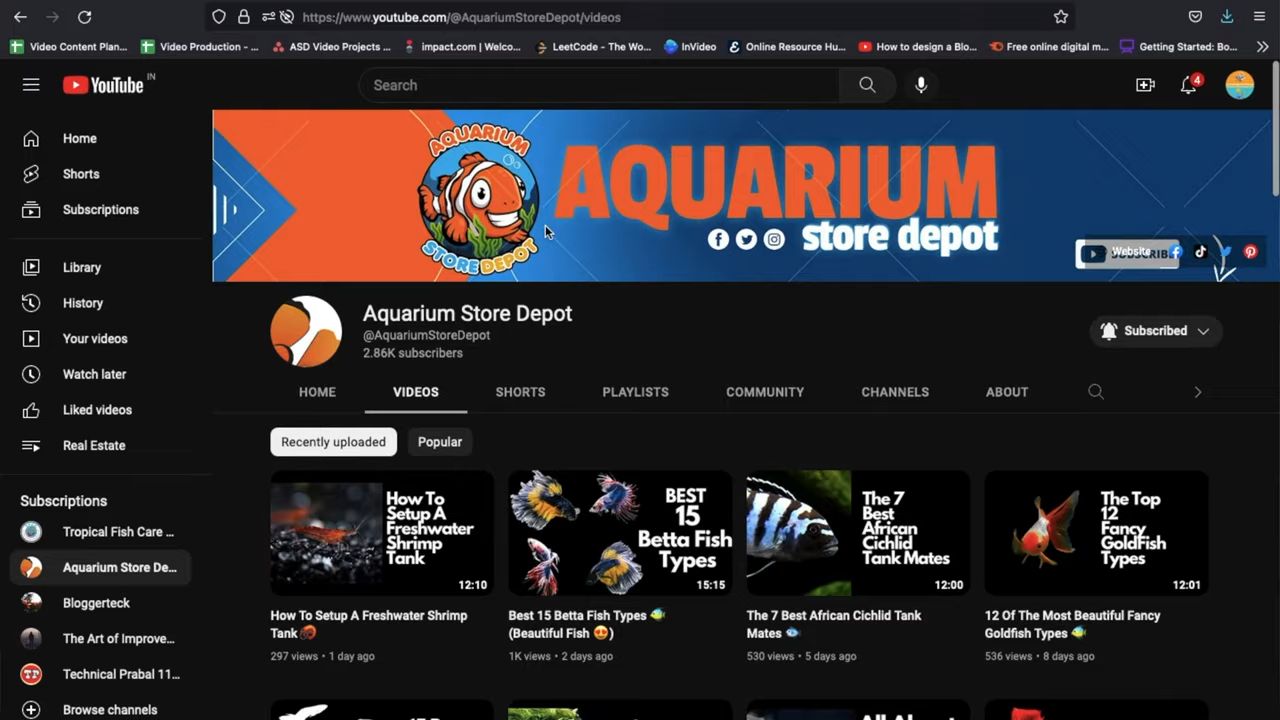 https://www.youtube.com/@AquariumStoreDepot/videos
Video Content Plan...
Video Production - ...
ASD Video Projects ...
impact.com | Welco...
LeetCode - The Wo...
InVideo
Online Resource Hu...
How to design a Blo...
Free online digital m...
Getting Started: Bo...
YouTube IN
Search
4
Home
Shorts
Subscriptions
Library
History
Your videos
Watch later
Liked videos
Real Estate
Subscriptions
Tropical Fish Care ...
Aquarium Store De...
Bloggerteck
The Art of Improve...
Technical Prabal 11...
Browse channels
AQUARIUM
STORE DEPOT
AQUARIUM
store depot
Website
Aquarium Store Depot
@AquariumStoreDepot
2.86K subscribers
Subscribed
HOME
VIDEOS
SHORTS
PLAYLISTS
COMMUNITY
CHANNELS
ABOUT
Recently uploaded
Popular
How To
Setup A
Freshwater
Shrimp
Tank
12:10
How To Setup A Freshwater Shrimp
Tank
297 views • 1 day ago
BEST
15
Betta Fish
Types
15:15
Best 15 Betta Fish Types
(Beautiful Fish 😍)
1K views • 2 days ago
The 7
Best
African
Cichlid
Tank Mates
12:00
The 7 Best African Cichlid Tank
Mates
530 views • 5 days ago
The Top
12
Fancy
GoldFish
Types
12:01
12 Of The Most Beautiful Fancy
Goldfish Types
536 views • 8 days ago